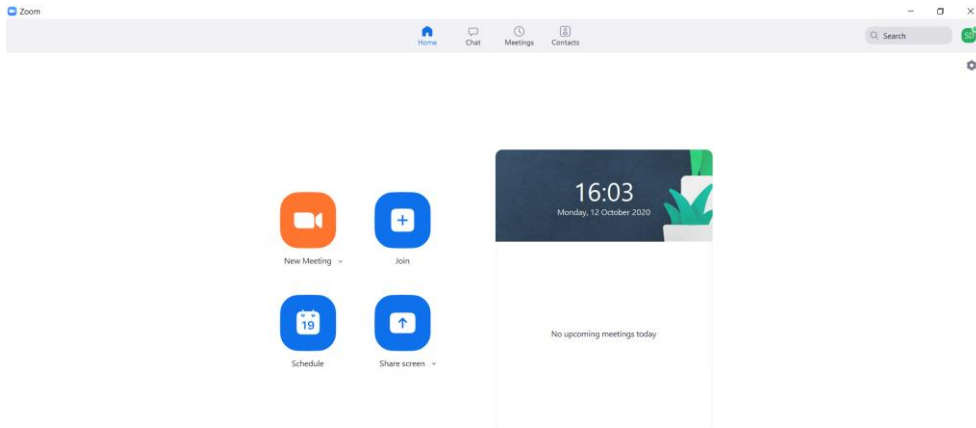 Zoom
Home Chat Meetings Contacts
Search
SD
16:03
Monday, 12 October 2020
New Meeting
Join
19
Schedule
Share screen
No upcoming meetings today